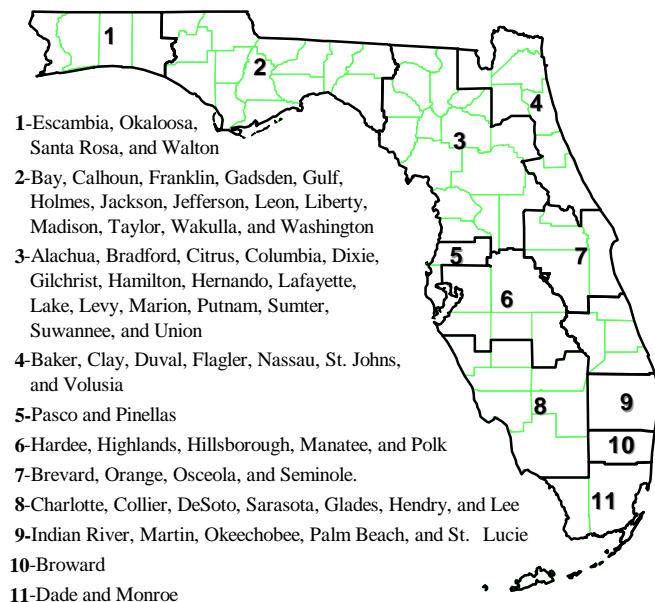 1
2
4
3
5
7
6
8
9
10
11
1-Escambia, Okaloosa,
Santa Rosa, and Walton
2-Bay, Calhoun, Franklin, Gadsden, Gulf,
Holmes, Jackson, Jefferson, Leon, Liberty,
Madison, Taylor, Wakulla, and Washington
3-Alachua, Bradford, Citrus, Columbia, Dixie,
Gilchrist, Hamilton, Hernando, Lafayette,
Lake, Levy, Marion, Putnam, Sumter,
Suwannee, and Union
4-Baker, Clay, Duval, Flagler, Nassau, St. Johns,
and Volusia
5-Pasco and Pinellas
6-Hardee, Highlands, Hillsborough, Manatee, and Polk
7-Brevard, Orange, Osceola, and Seminole.
8-Charlotte, Collier, DeSoto, Sarasota, Glades, Hendry, and Lee
9-Indian River, Martin, Okeechobee, Palm Beach, and St. Lucie
10-Broward
11-Dade and Monroe